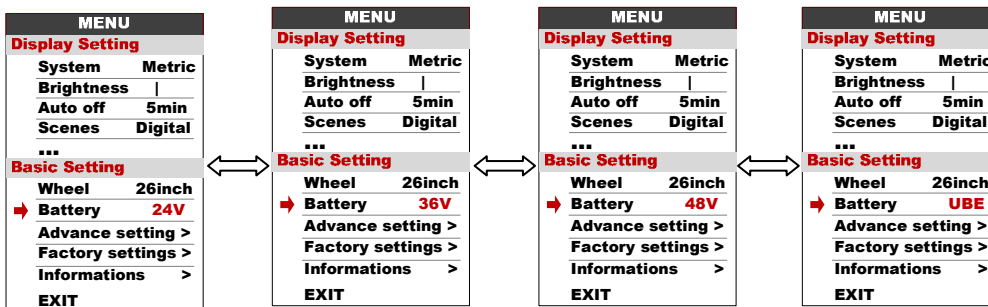 MENU
Display Setting
System Metric
Brightness |
Auto off 5min
Scenes Digital
...
Basic Setting
Wheel 26inch
Battery 24V
Advance setting >
Factory settings >
Informations >
EXIT
MENU
Display Setting
System Metric
Brightness |
Auto off 5min
Scenes Digital
...
Basic Setting
Wheel 26inch
Battery 36V
Advance setting >
Factory settings >
Informations >
EXIT
MENU
Display Setting
System Metric
Brightness |
Auto off 5min
Scenes Digital
...
Basic Setting
Wheel 26inch
Battery 48V
Advance setting >
Factory settings >
Informations >
EXIT
MENU
Display Setting
System Metric
Brightness |
Auto off 5min
Scenes Digital
...
Basic Setting
Wheel 26inch
Battery UBE
Advance setting >
Factory settings >
Informations >
EXIT